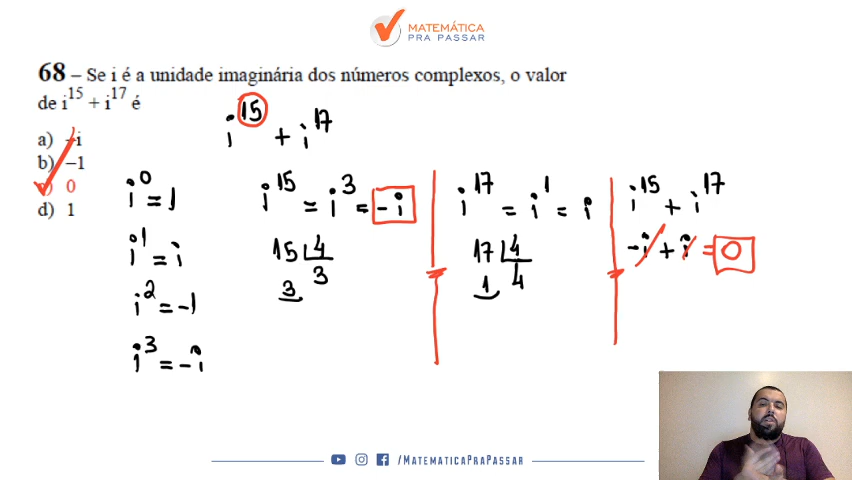 MATEMÁTICA
PRA PASSAR
68 – Se i é a unidade imaginária dos números complexos, o valor
de i¹⁵ + i¹⁷ é
a) –i
b) –1
c) 0
d) 1
i¹⁵ + i¹⁷
i⁰ = 1
i¹ = i
i² = -1
i³ = -i
i¹⁵ = i³ = -i
15 4
3 3
i¹⁷ = i¹ = i
17 4
1 4
i¹⁵ + i¹⁷
-i + i = 0
/MatematicaPraPassar